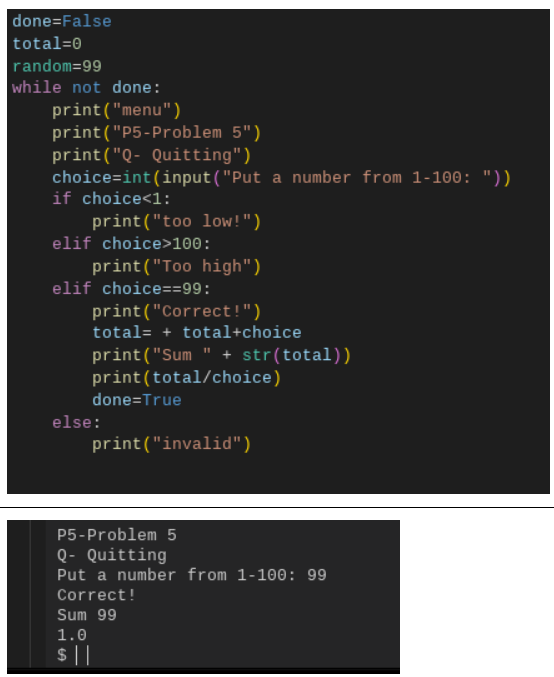 done=False
total=0
random=99
while not done:
    print("menu")
    print("P5-Problem 5")
    print("Q- Quitting")
    choice=int(input("Put a number from 1-100: "))
    if choice<1:
        print("too low!")
    elif choice>100:
        print("Too high")
    elif choice==99:
        print("Correct!")
        total= + total+choice
        print("Sum " + str(total))
        print(total/choice)
        done=True
    else:
        print("invalid")
P5-Problem 5
Q- Quitting
Put a number from 1-100: 99
Correct!
Sum 99
1.0
$